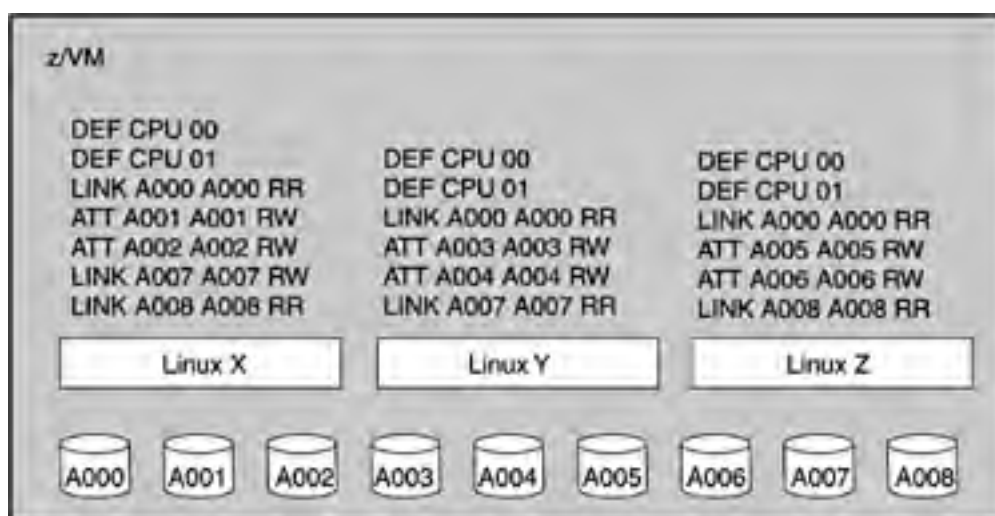 z/VM
DEF CPU 00
DEF CPU 01
LINK A000 A000 RR
ATT A001 A001 RW
ATT A002 A002 RW
LINK A007 A007 RW
LINK A008 A008 RR
Linux X
DEF CPU 00
DEF CPU 01
LINK A000 A000 RR
ATT A003 A003 RW
ATT A004 A004 RW
LINK A007 A007 RR
Linux Y
DEF CPU 00
DEF CPU 01
LINK A000 A000 RR
ATT A005 A005 RW
ATT A006 A006 RW
LINK A008 A008 RR
Linux Z
A000 A001 A002 A003 A004 A005 A006 A007 A008